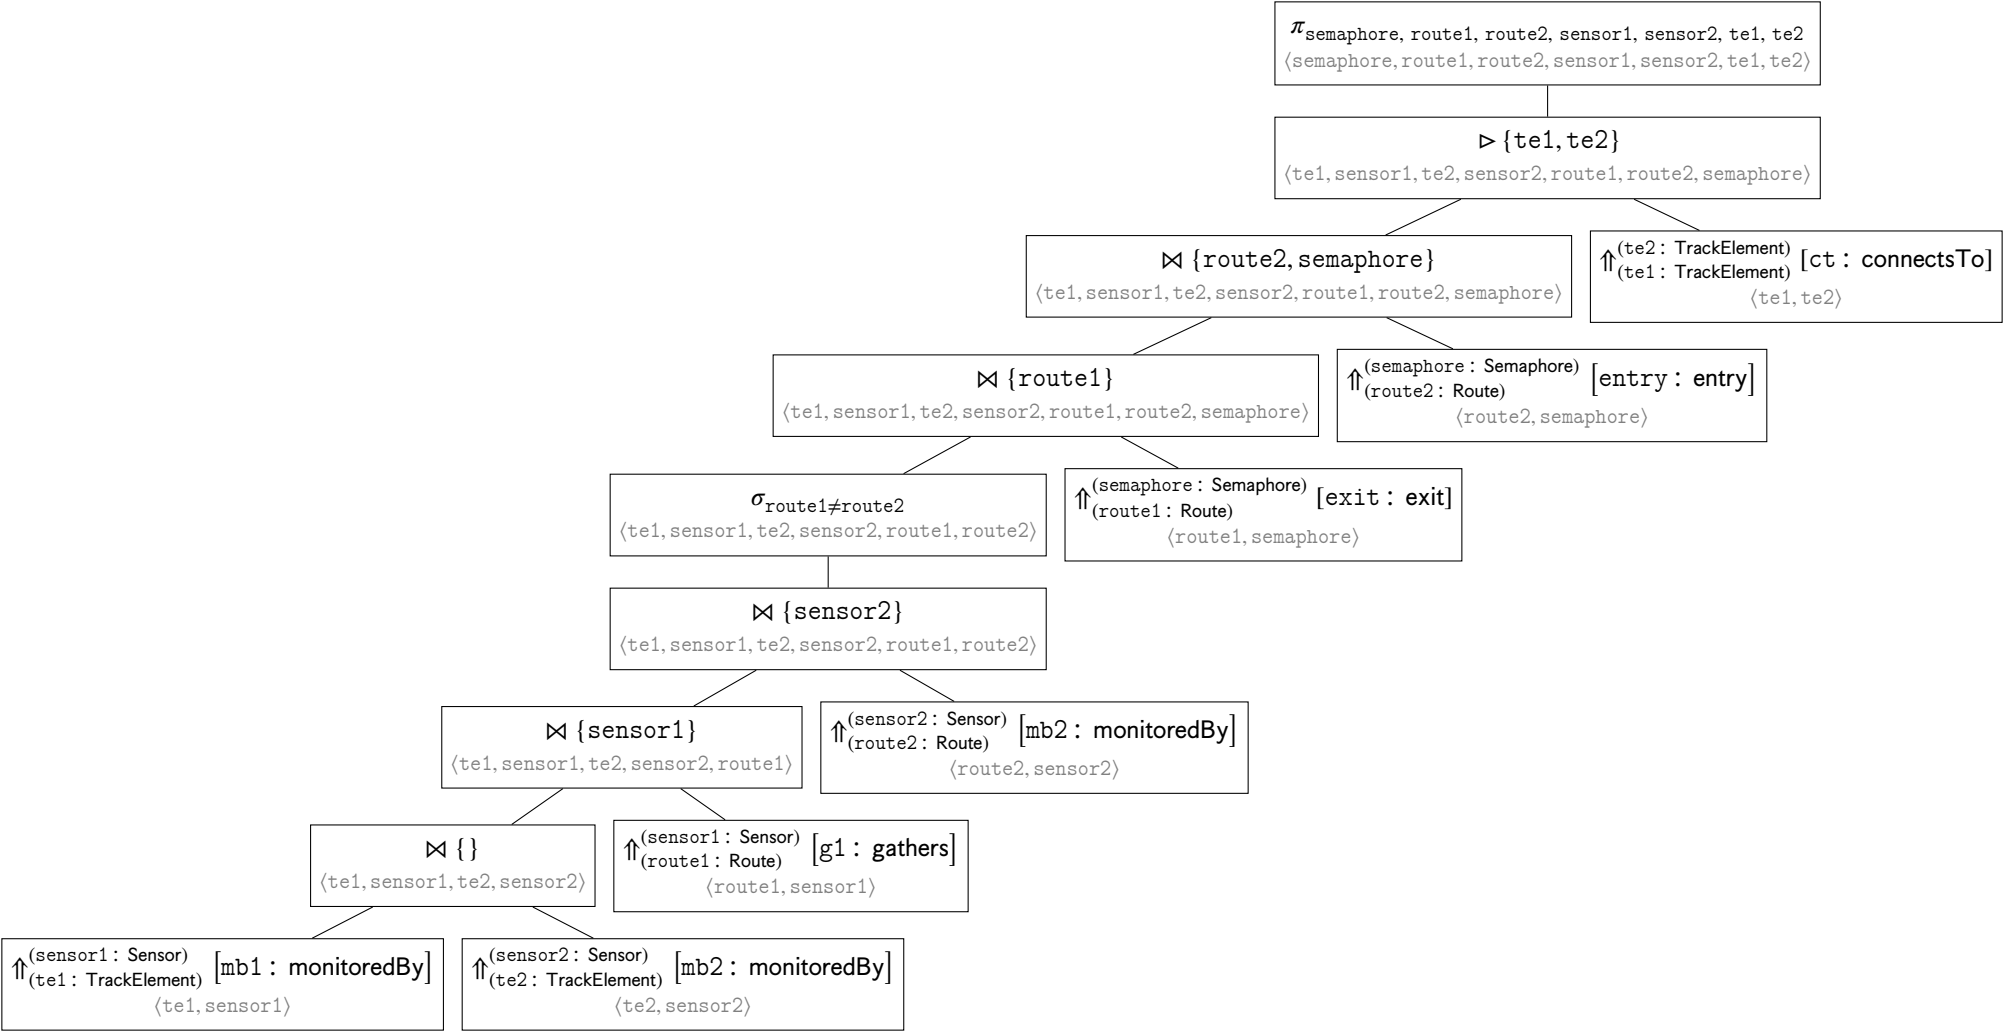 π semaphore, route1, route2, sensor1, sensor2, te1, te2
⟨semaphore, route1, route2, sensor1, sensor2, te1, te2⟩
▷ {te1, te2}
⟨te1, sensor1, te2, sensor2, route1, route2, semaphore⟩
⋈ {route2, semaphore}
⟨te1, sensor1, te2, sensor2, route1, route2, semaphore⟩
⇑ (te2: TrackElement) (te1: TrackElement) [ct: connectsTo]
⟨te1, te2⟩
⋈ {route1}
⟨te1, sensor1, te2, sensor2, route1, route2, semaphore⟩
⇑ (semaphore: Semaphore) (route2: Route) [entry: entry]
⟨route2, semaphore⟩
σ route1≠route2
⟨te1, sensor1, te2, sensor2, route1, route2⟩
⇑ (semaphore: Semaphore) (route1: Route) [exit: exit]
⟨route1, semaphore⟩
⋈ {sensor2}
⟨te1, sensor1, te2, sensor2, route1, route2⟩
⋈ {sensor1}
⟨te1, sensor1, te2, sensor2, route1⟩
⇑ (sensor2: Sensor) (route2: Route) [mb2: monitoredBy]
⟨route2, sensor2⟩
⋈ {}
⟨te1, sensor1, te2, sensor2⟩
⇑ (sensor1: Sensor) (route1: Route) [g1: gathers]
⟨route1, sensor1⟩
⇑ (sensor1: Sensor) (te1: TrackElement) [mb1: monitoredBy]
⟨te1, sensor1⟩
⇑ (sensor2: Sensor) (te2: TrackElement) [mb2: monitoredBy]
⟨te2, sensor2⟩